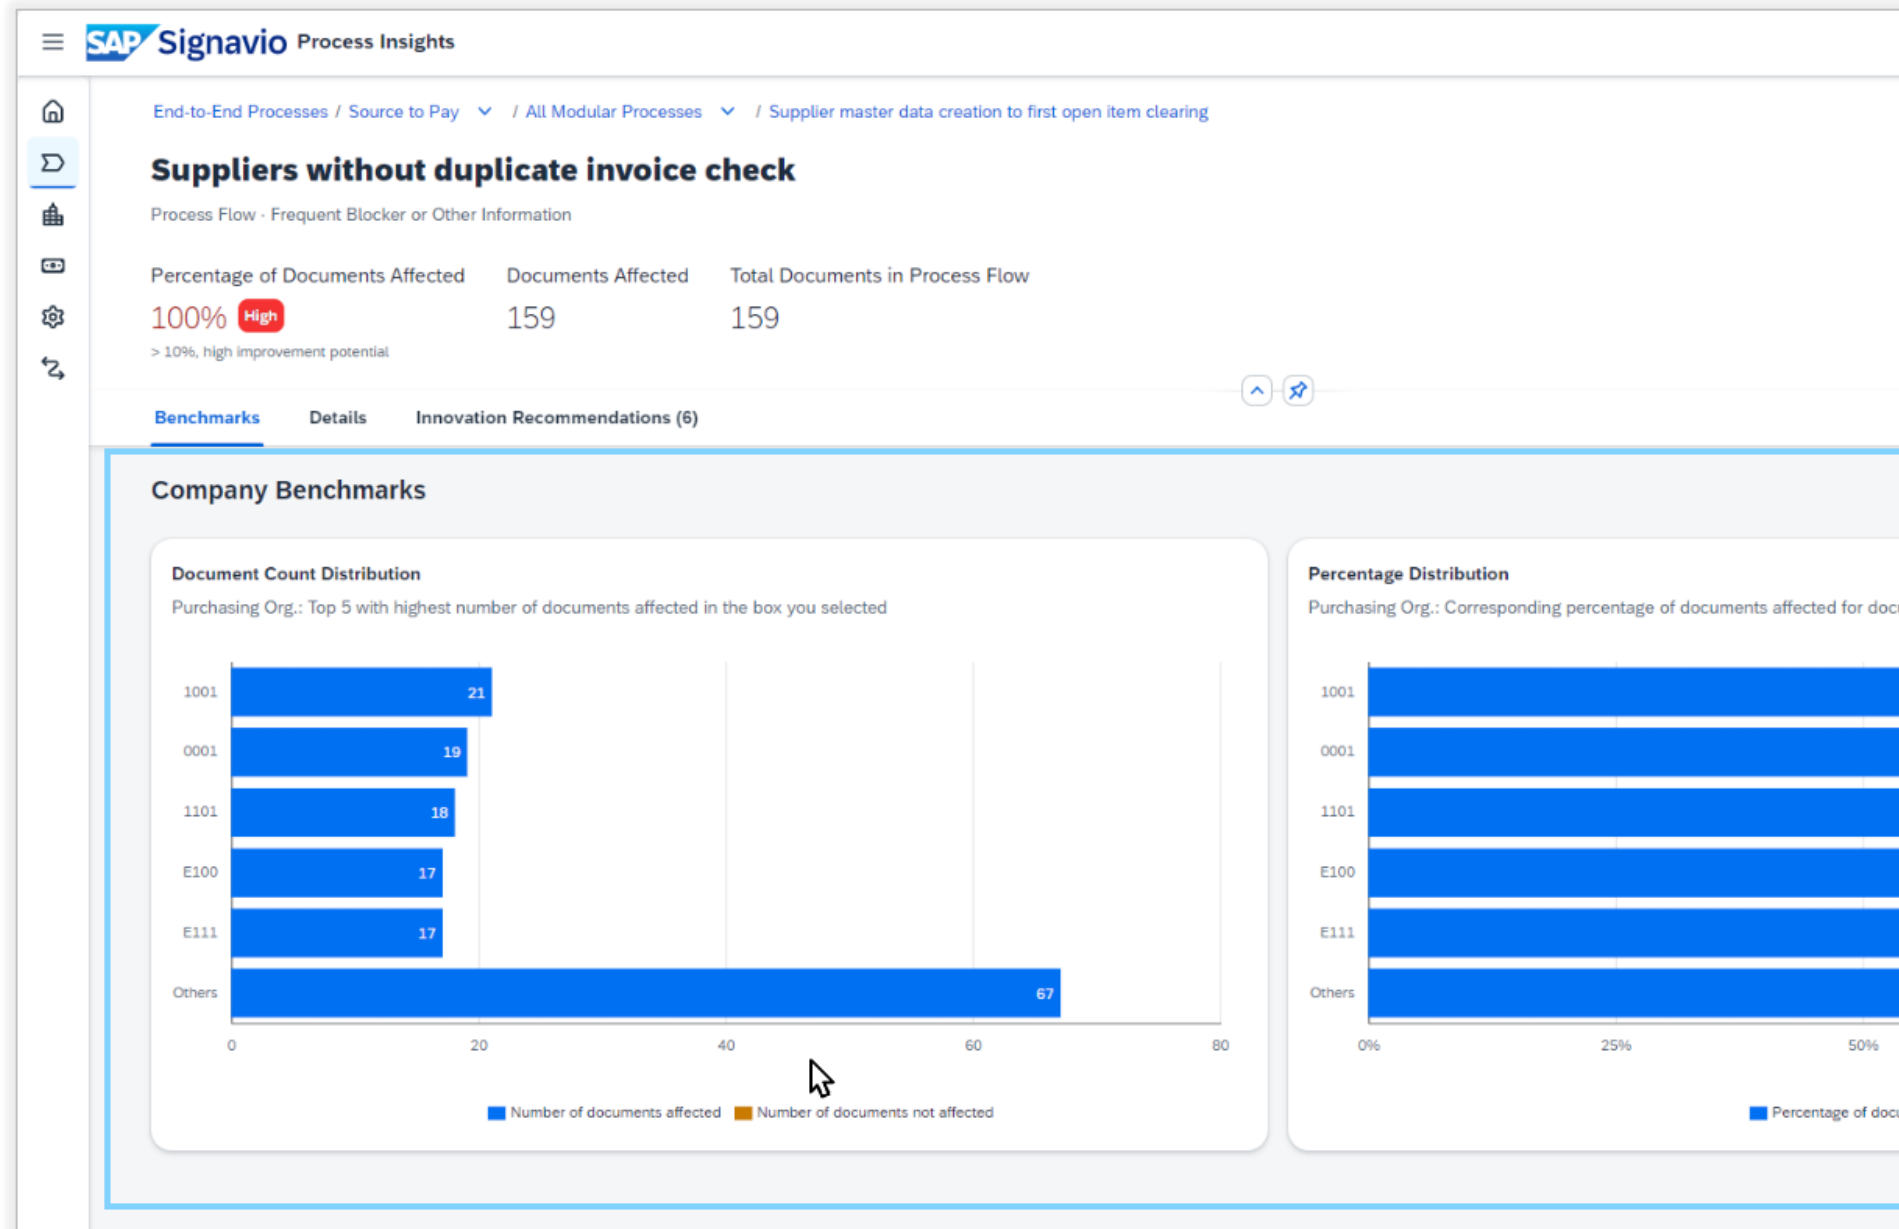 SAP Signavio Process Insights
End-to-End Processes / Source to Pay / All Modular Processes / Supplier master data creation to first open item clearing
Suppliers without duplicate invoice check
Process Flow · Frequent Blocker or Other Information
Percentage of Documents Affected Documents Affected Total Documents in Process Flow
100% High 159 159
> 10%, high improvement potential
Benchmarks Details Innovation Recommendations (6)
Company Benchmarks
Document Count Distribution
Purchasing Org.: Top 5 with highest number of documents affected in the box you selected
1001 21
0001 19
1101 18
E100 17
E111 17
Others 67
0 20 40 60 80
Number of documents affected Number of documents not affected
Percentage Distribution
Purchasing Org.: Corresponding percentage of documents affected for
1001
0001
1101
E100
E111
Others
0% 25% 50%
Percentage of